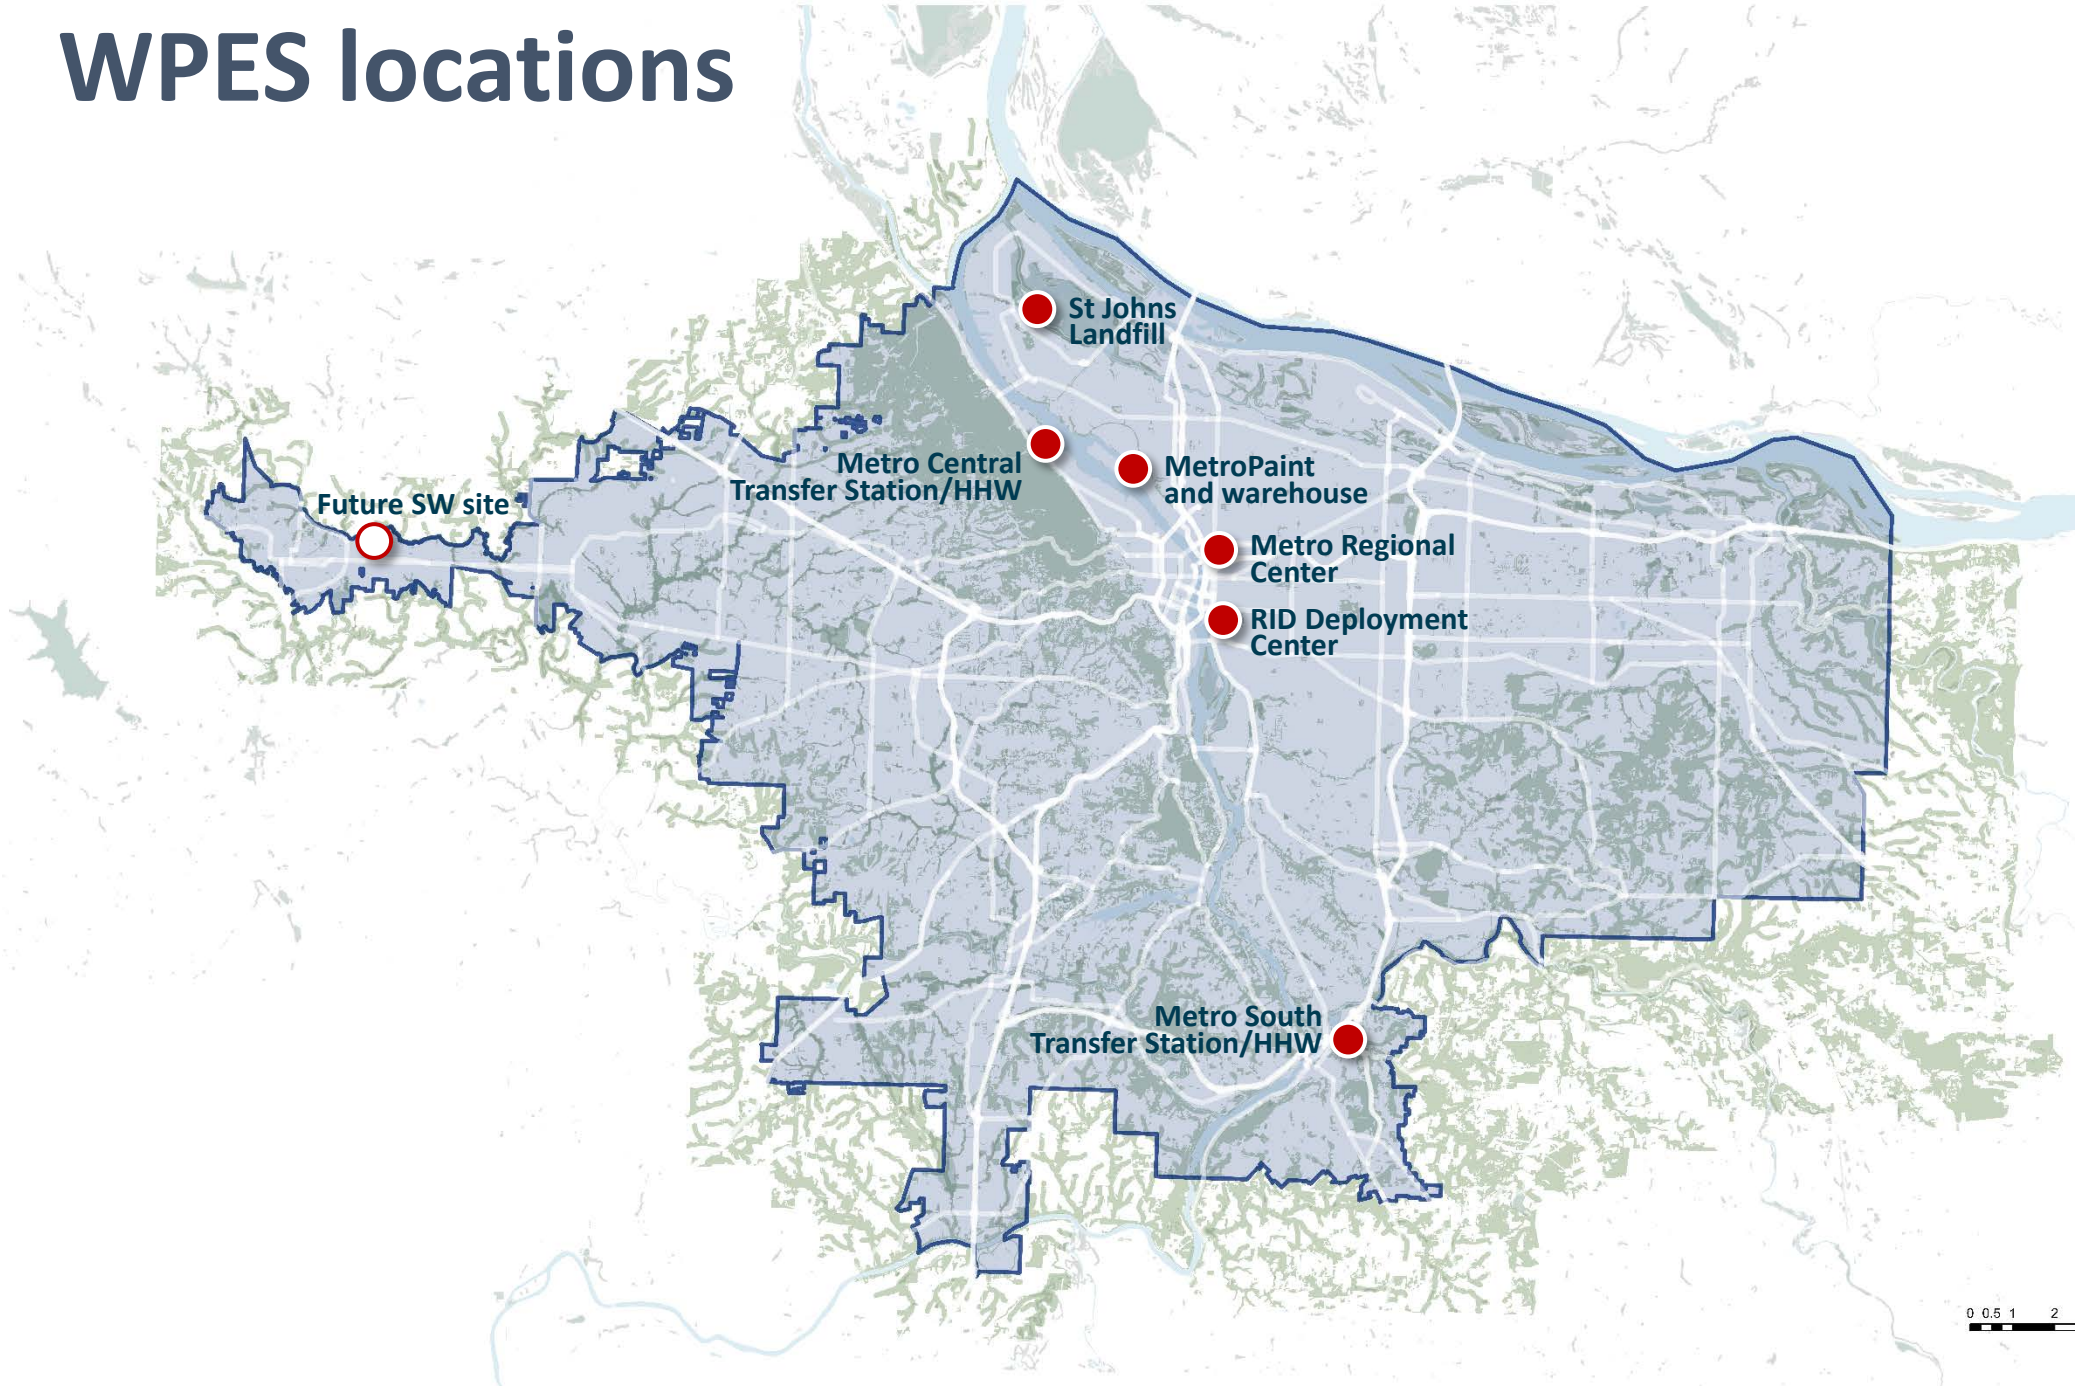 WPES locations
St Johns
Landfill
Metro Central
Transfer Station/HHW
MetroPaint
and warehouse
Future SW site
Metro Regional
Center
RID Deployment
Center
Metro South
Transfer Station/HHW
0 0.5 1 2